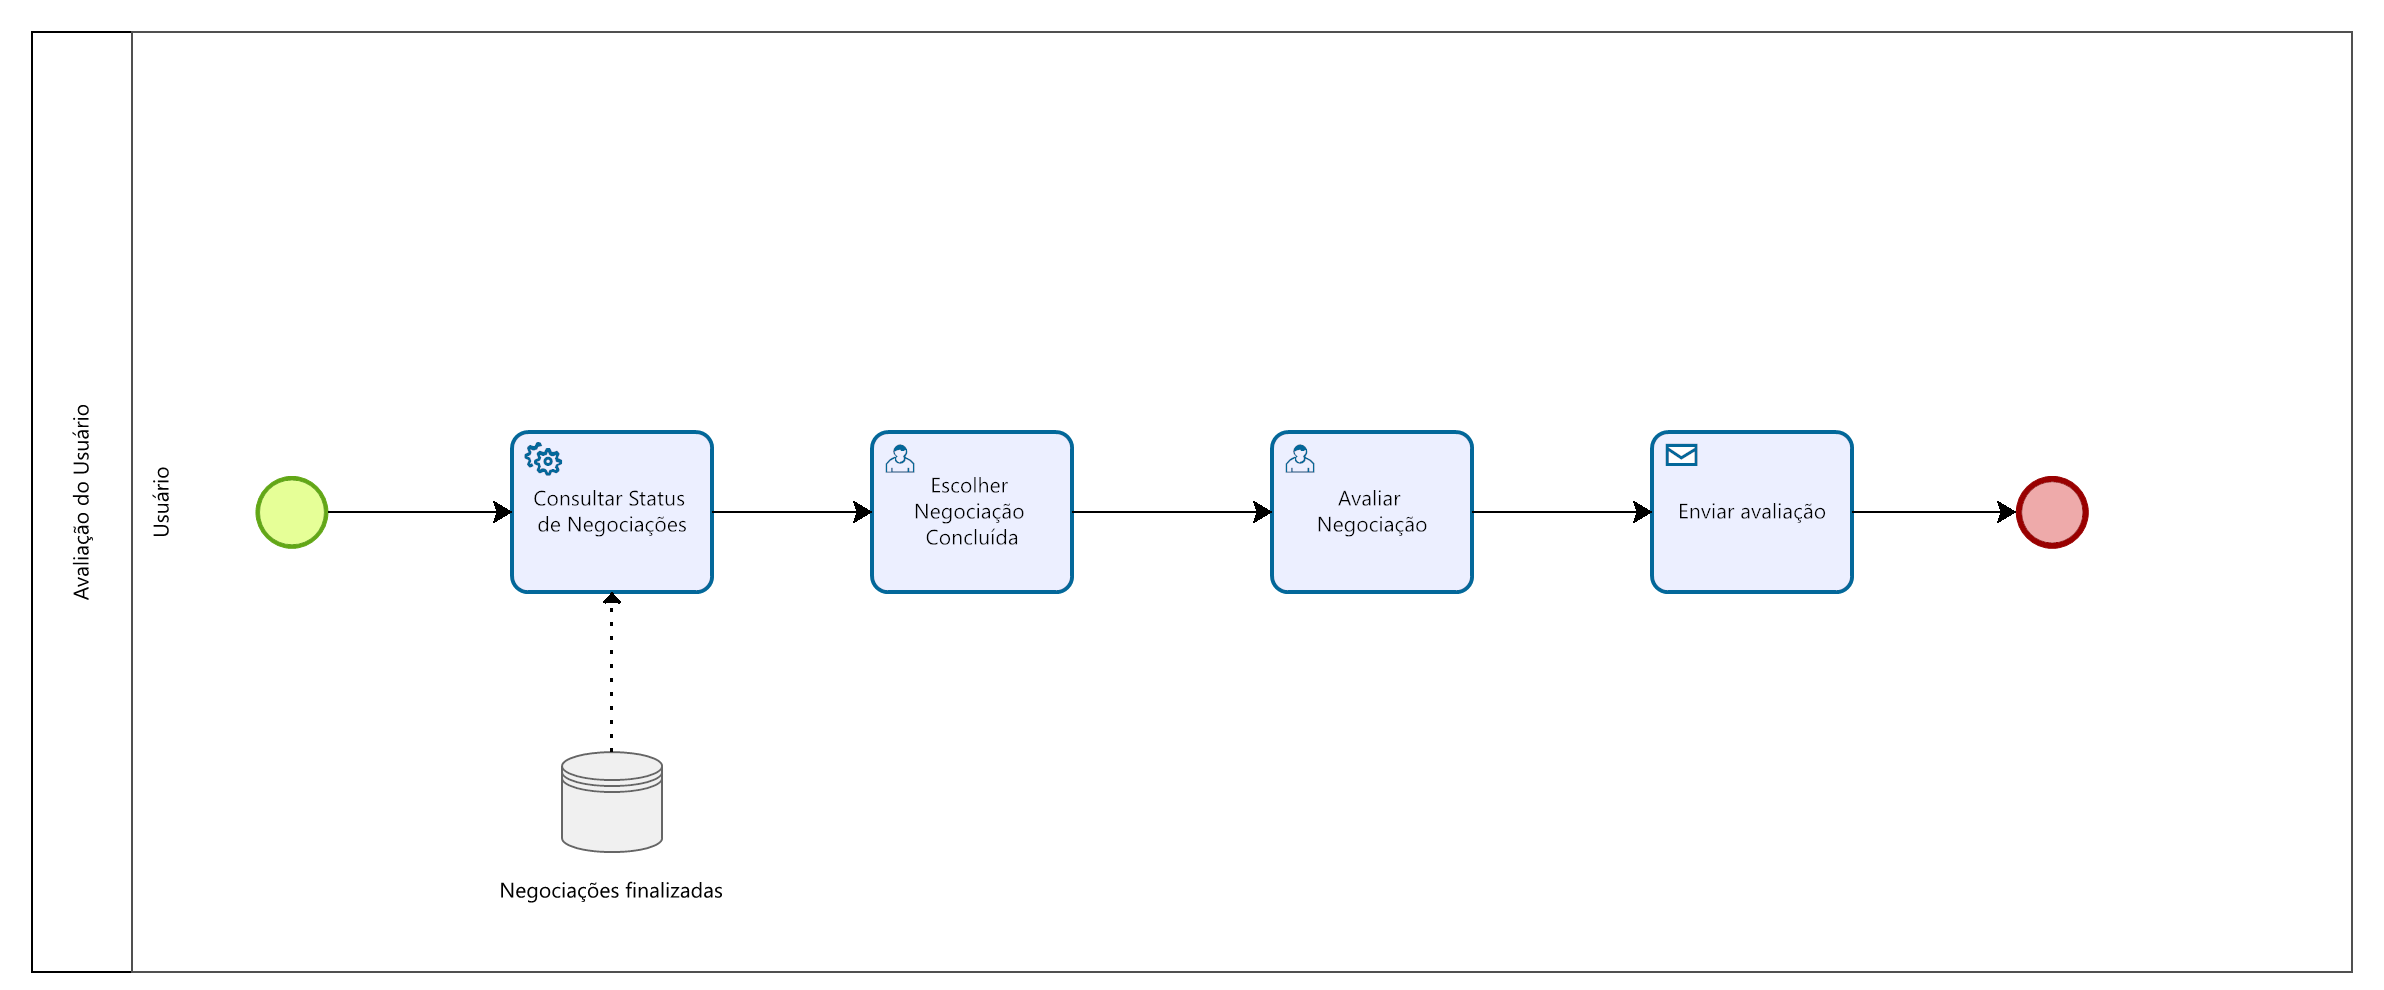 Avaliação do Usuário
Usuário
Consultar Status
de Negociações
Escolher
Negociação
Concluída
Avaliar
Negociação
Enviar avaliação
Negociações finalizadas